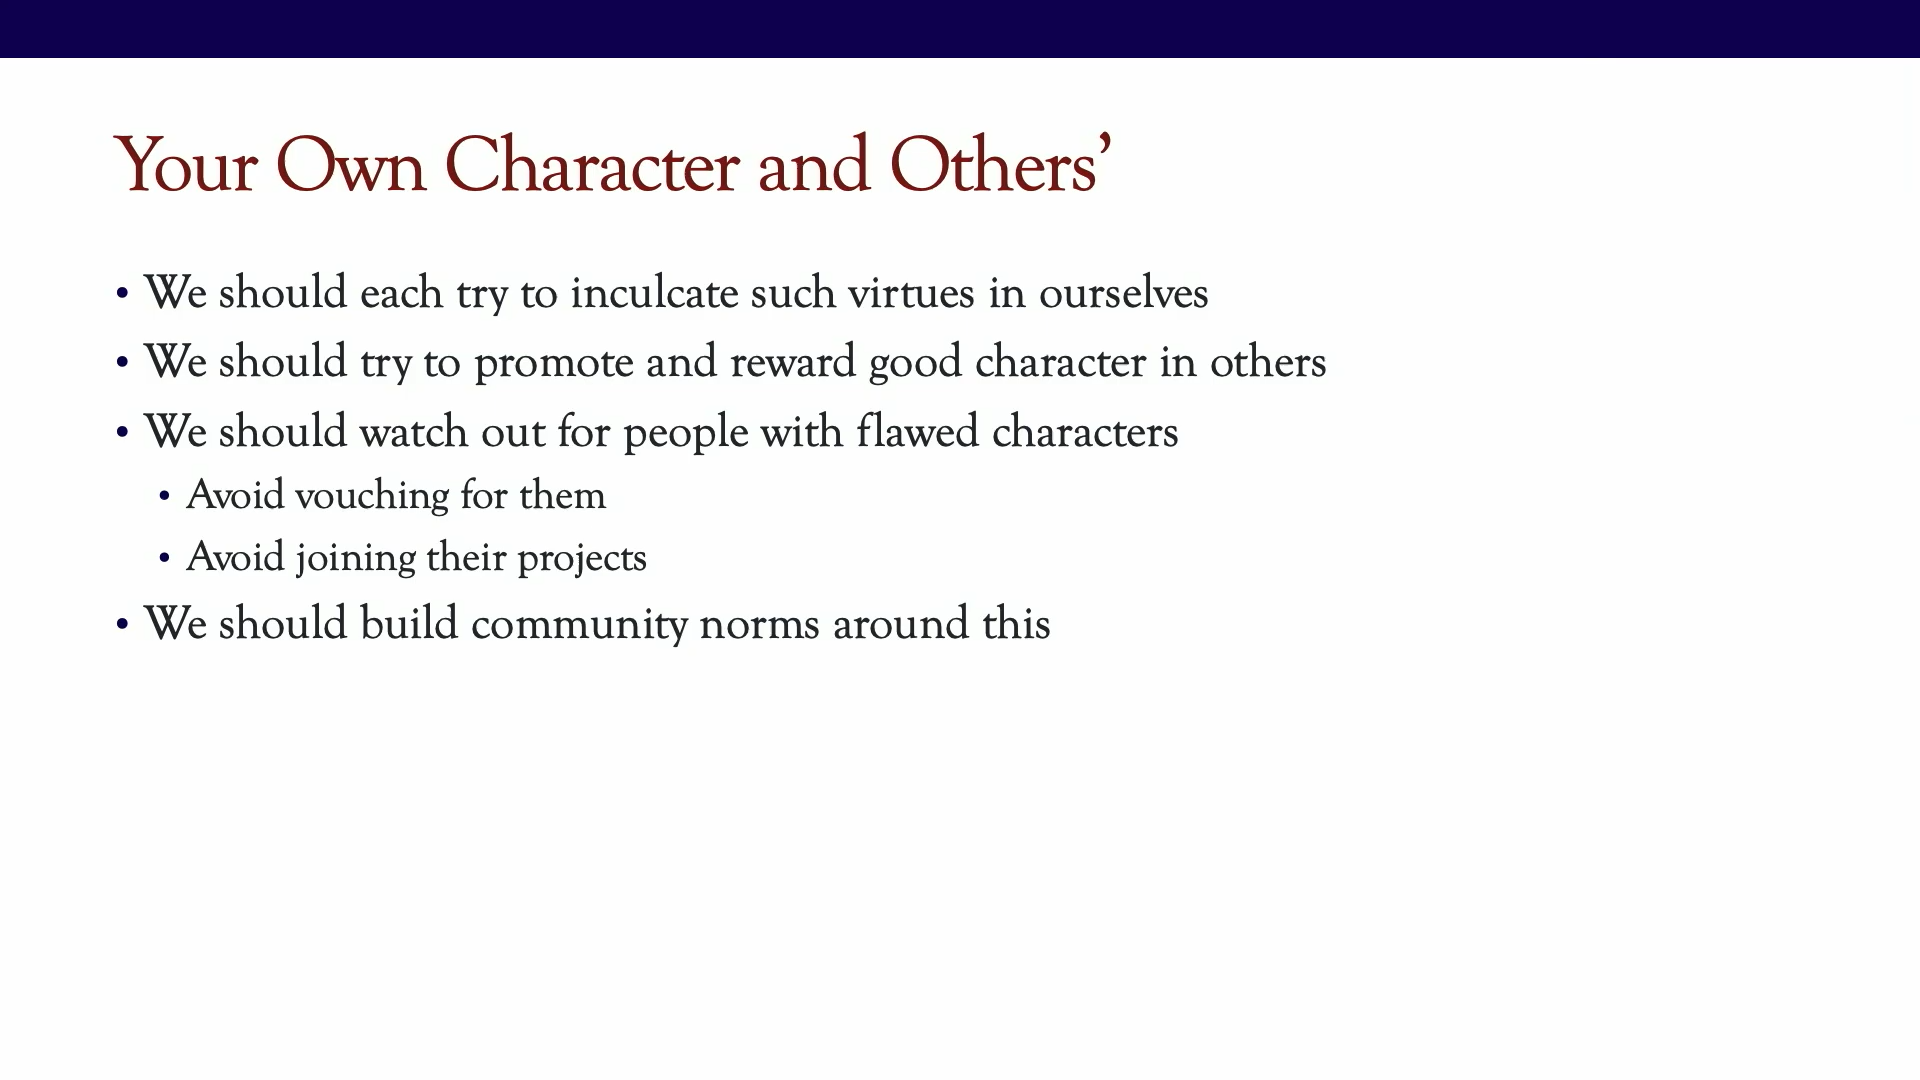 Your Own Character and Others’
• We should each try to inculcate such virtues in ourselves
• We should try to promote and reward good character in others
• We should watch out for people with flawed characters
• Avoid vouching for them
• Avoid joining their projects
• We should build community norms around this